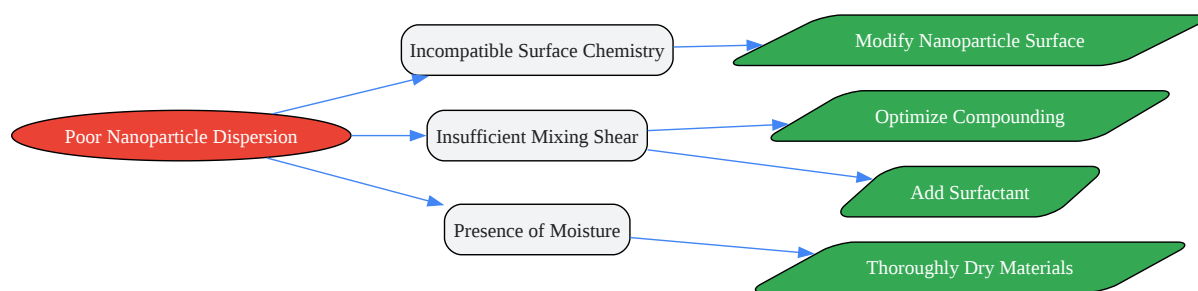 Poor Nanoparticle Dispersion
Incompatible Surface Chemistry
Insufficient Mixing Shear
Presence of Moisture
Modify Nanoparticle Surface
Optimize Compounding
Add Surfactant
Thoroughly Dry Materials